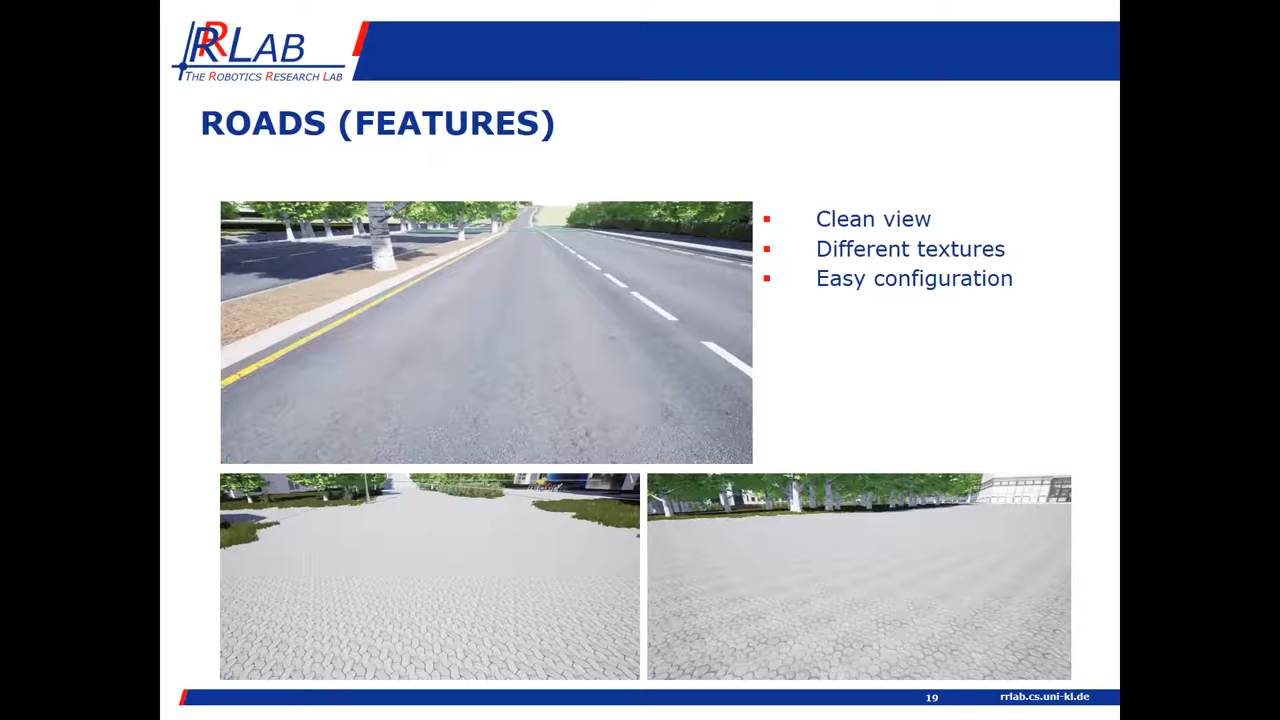 RRLAB
THE ROBOTICS RESEARCH LAB
ROADS (FEATURES)
Clean view
Different textures
Easy configuration
19
rrlab.cs.uni-kl.de